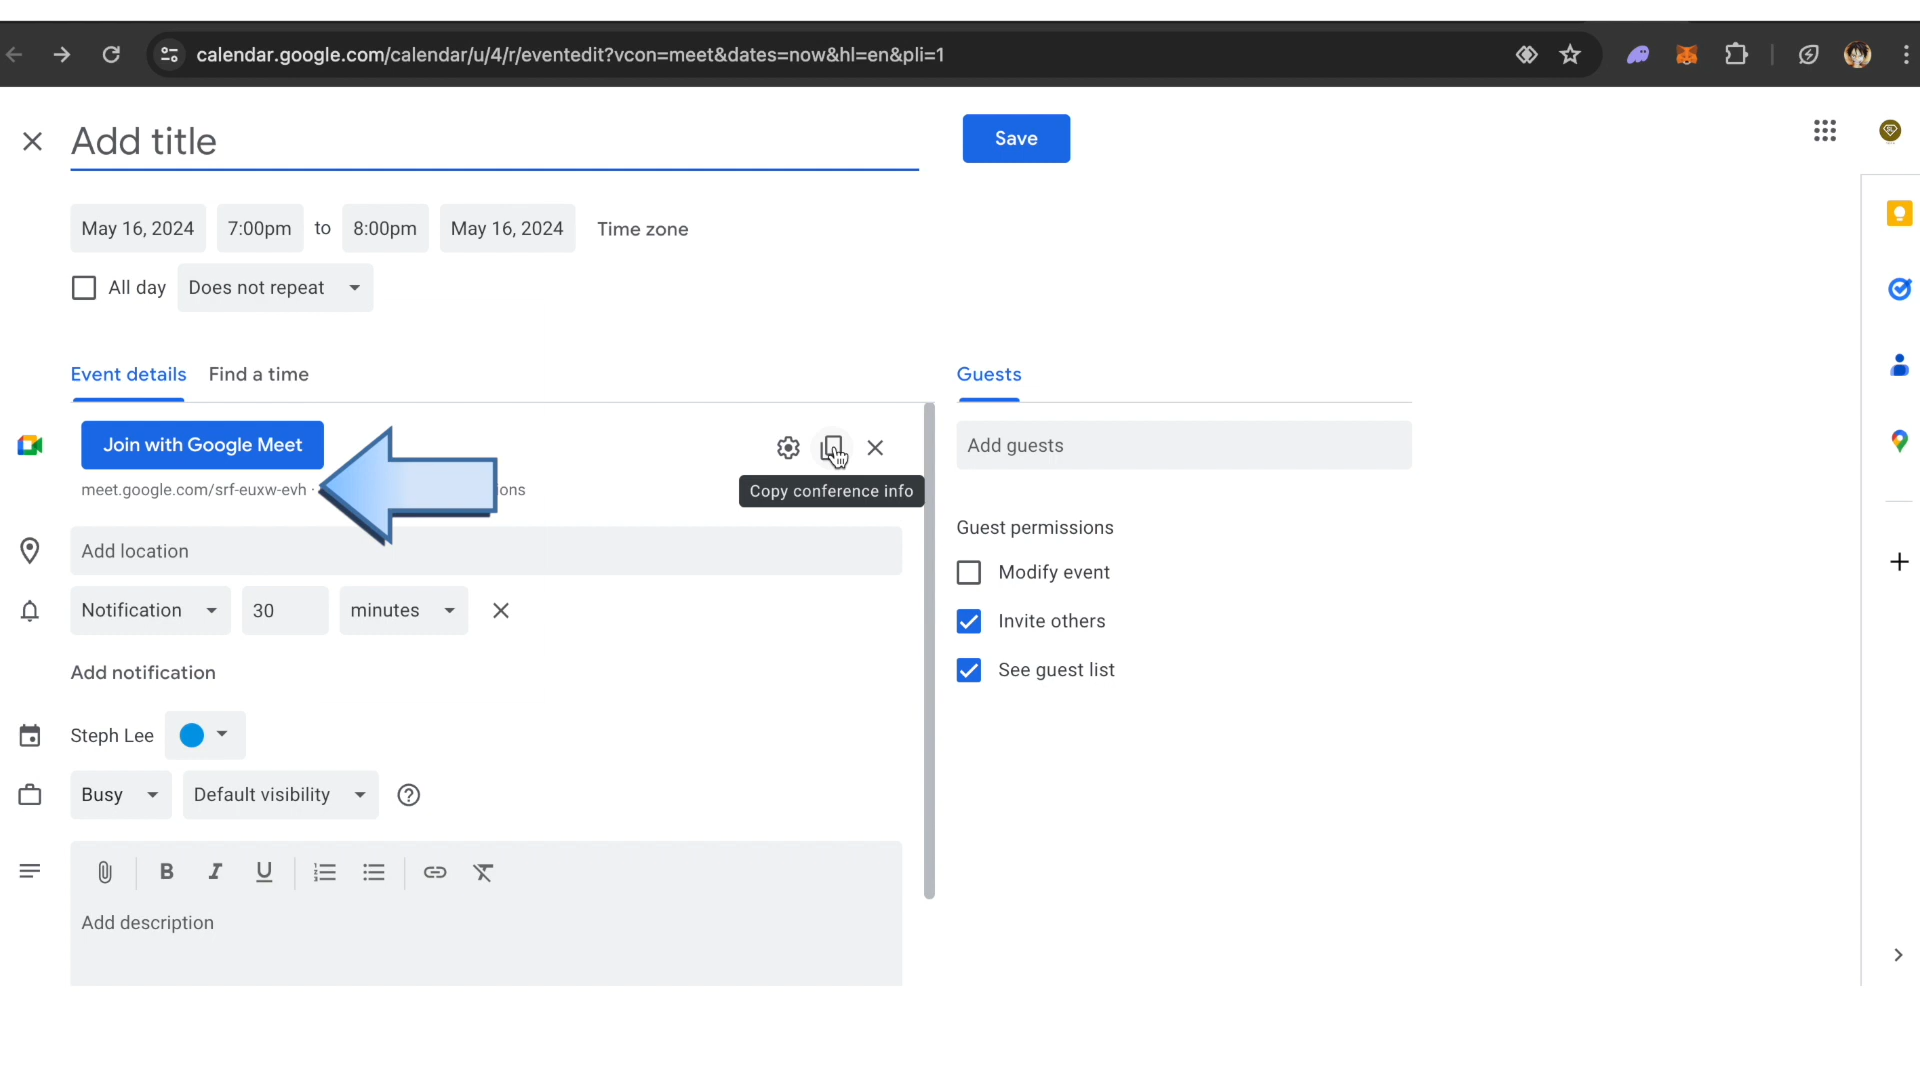 calendar.google.com/calendar/u/4/r/eventedit?vcon=meet&dates=now&hl=en&pli=1
Add title
Save
May 16, 2024 7:00pm to 8:00pm May 16, 2024 Time zone
All day Does not repeat
Event details Find a time
Guests
Join with Google Meet
Add guests
meet.google.com/srf-euxw-evh ·
Copy conference info
Guest permissions
Add location
Modify event
Notification 30 minutes
Invite others
Add notification
See guest list
Steph Lee
Busy Default visibility
B I U
Add description